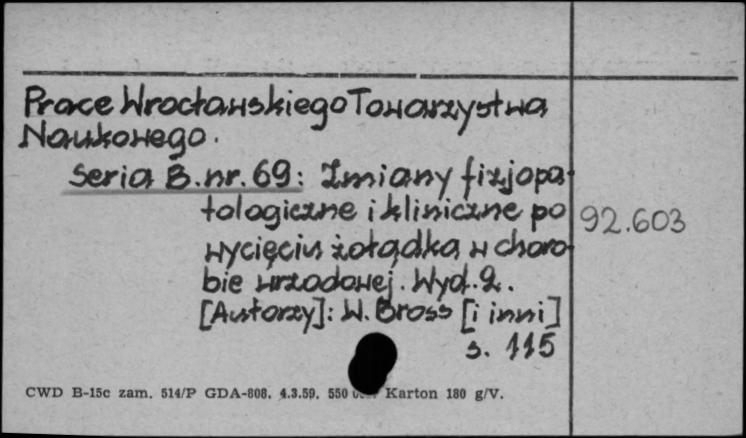 Prace Wrocławskiego Towarzystwa
Naukowego.
Seria B. nr. 69: Zmiany fizjopa-
tologiczne i kliniczne po
wycięciu żołądka w choro-
bie wrzodowej. Wyd. 2.
[Autorzy]: W. Bross [i inni]
s. 115
92.603
CWD B-15c zam. 514/P GDA-808. 4.3.59. 550 Karton 180 g/V.